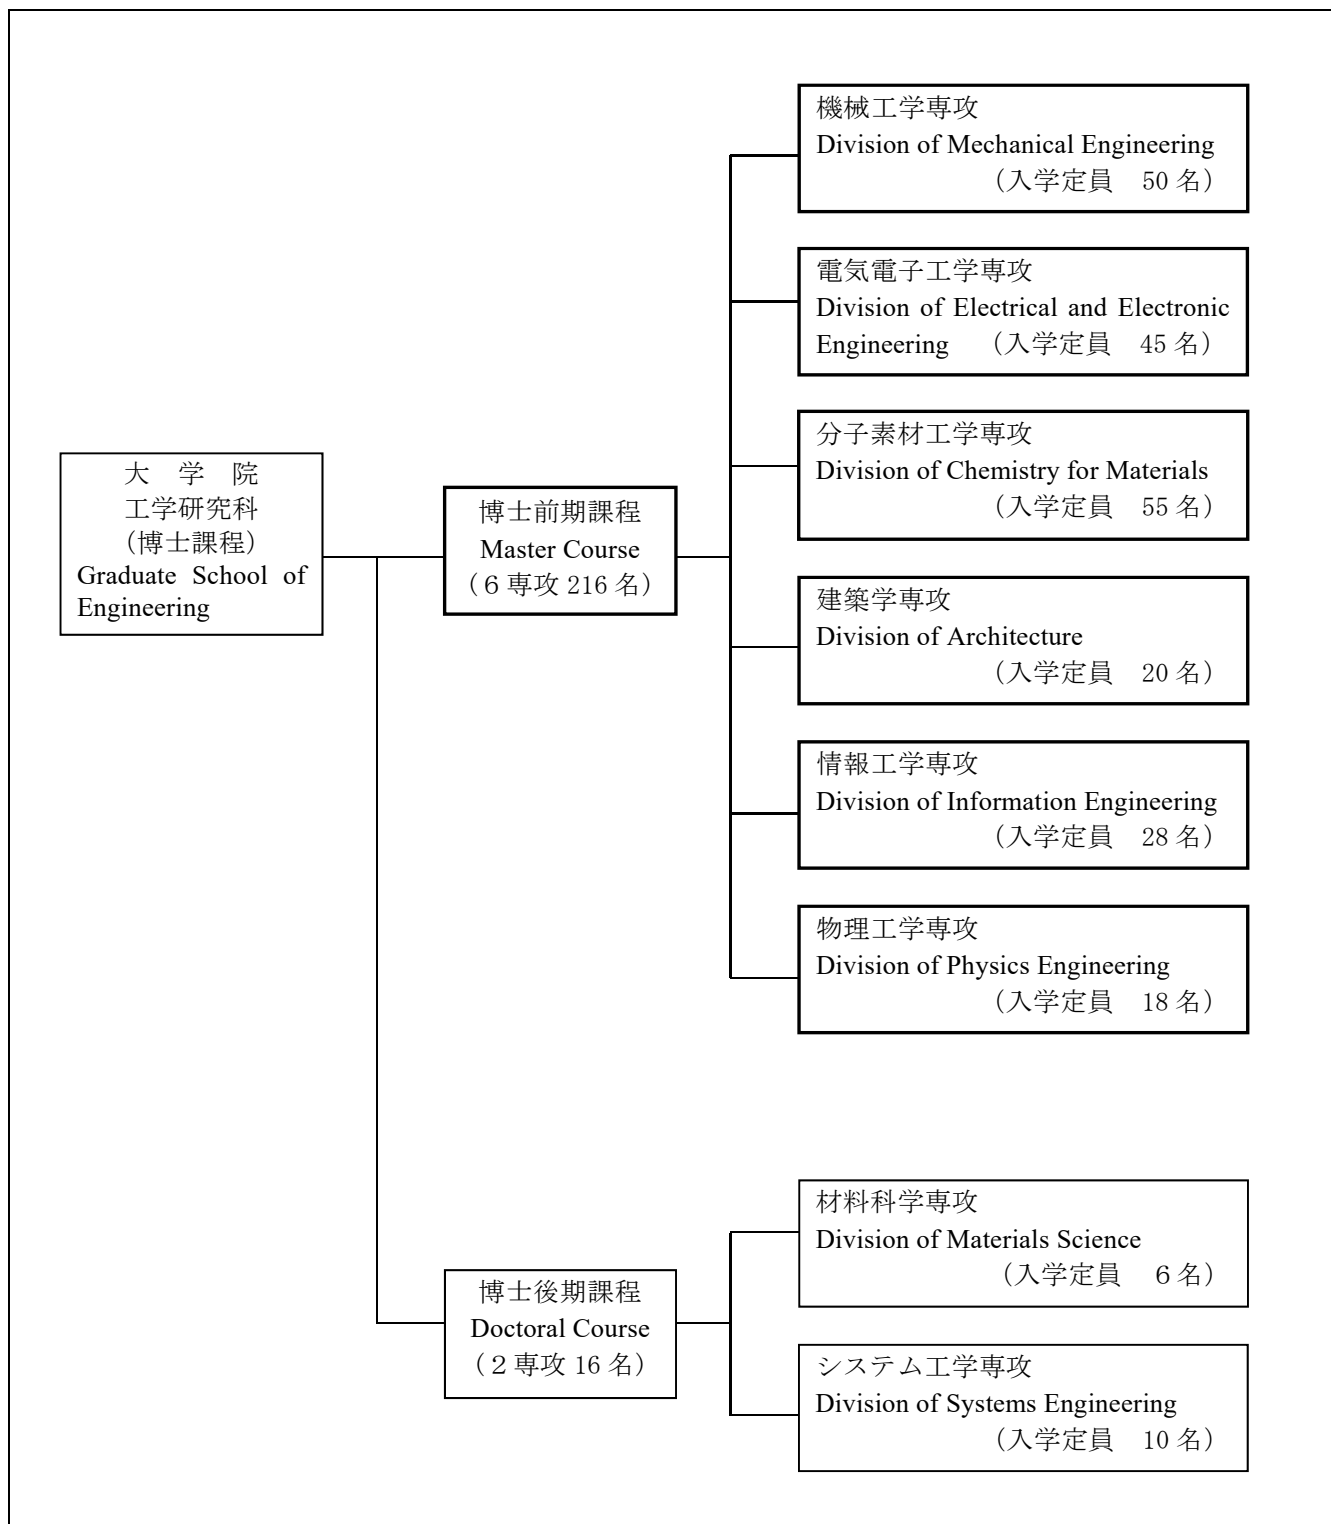 大　学　院
工学研究科
（博士課程）
Graduate School of
Engineering
博士前期課程
Master Course
（６専攻 216 名）
機械工学専攻
Division of Mechanical Engineering
（入学定員　50 名）
電気電子工学専攻
Division of Electrical and Electronic
Engineering　（入学定員　45 名）
分子素材工学専攻
Division of Chemistry for Materials
（入学定員　55 名）
建築学専攻
Division of Architecture
（入学定員　20 名）
情報工学専攻
Division of Information Engineering
（入学定員　28 名）
物理工学専攻
Division of Physics Engineering
（入学定員　18 名）
博士後期課程
Doctoral Course
（２専攻 16 名）
材料科学専攻
Division of Materials Science
（入学定員　６名）
システム工学専攻
Division of Systems Engineering
（入学定員　10 名）